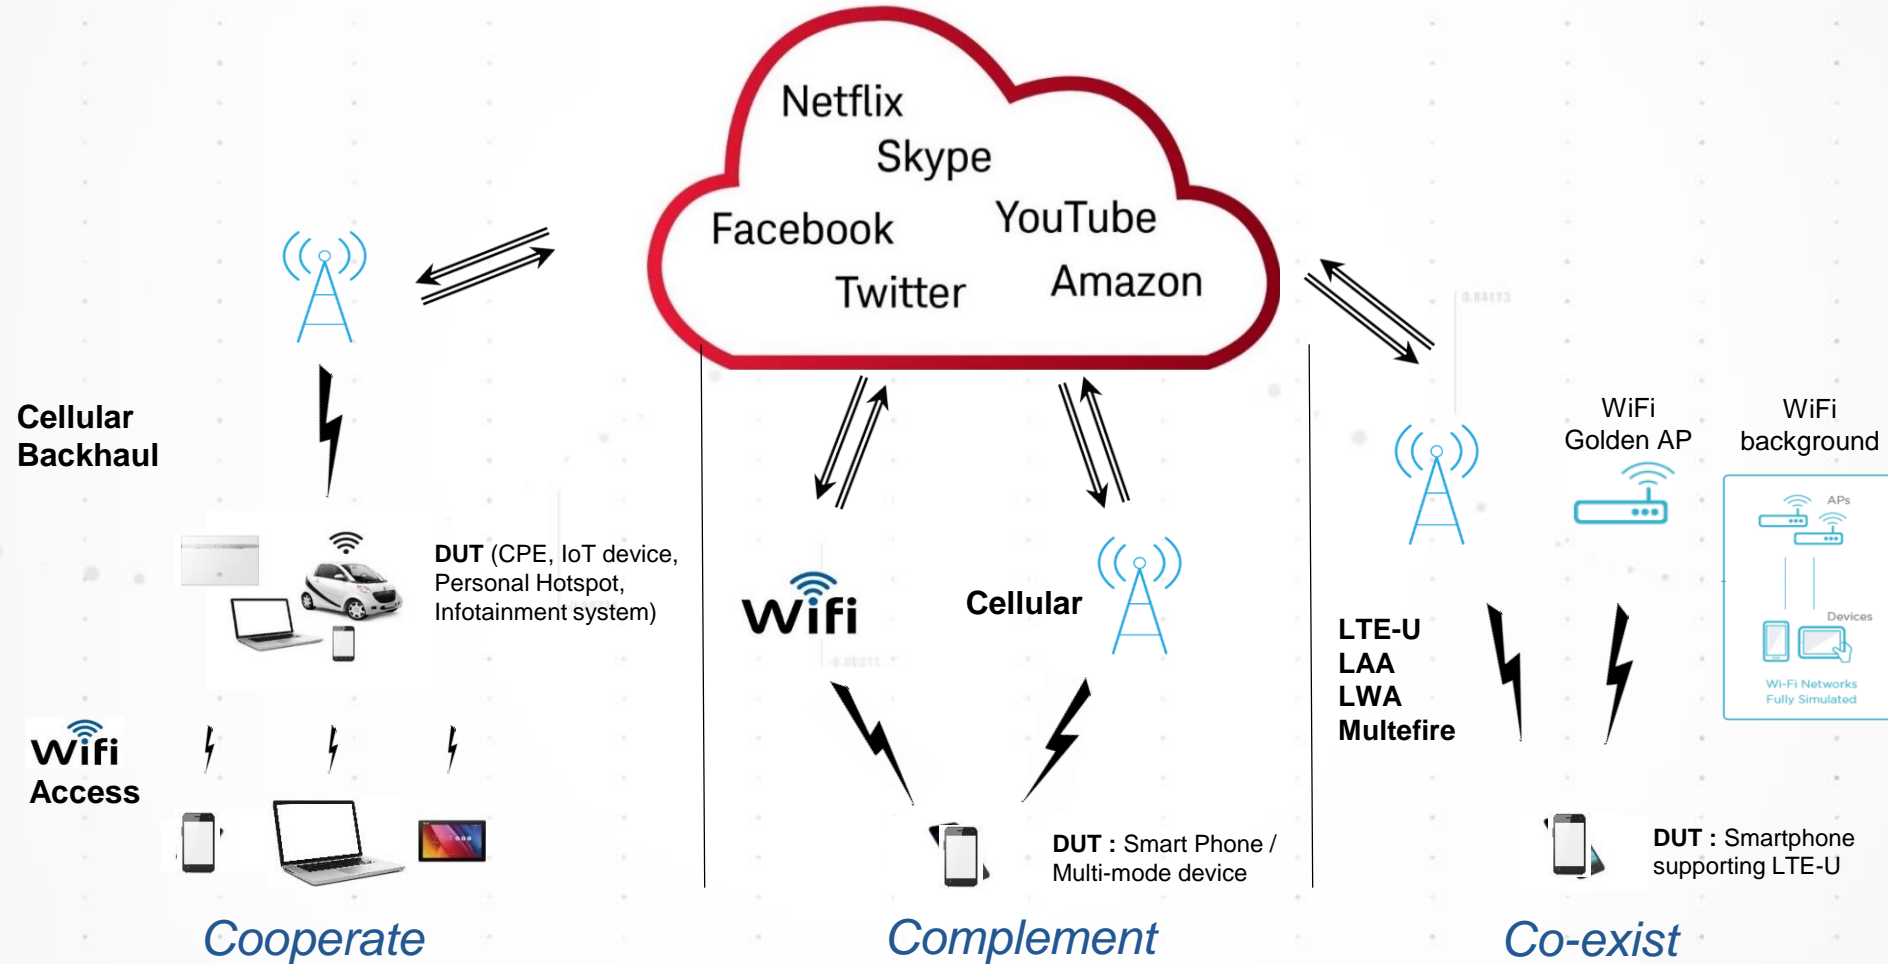 Netflix
Skype
Facebook
YouTube
Twitter
Amazon
Cellular
Backhaul
DUT (CPE, IoT device,
Personal Hotspot,
Infotainment system)
Wifi
Access
Cooperate
Wifi
Cellular
DUT : Smart Phone /
Multi-mode device
Complement
0.84113
WiFi
Golden AP
WiFi
background
APs
Devices
Wi-Fi Networks
Fully Simulated
LTE-U
LAA
LWA
Multefire
DUT : Smartphone
supporting LTE-U
Co-exist